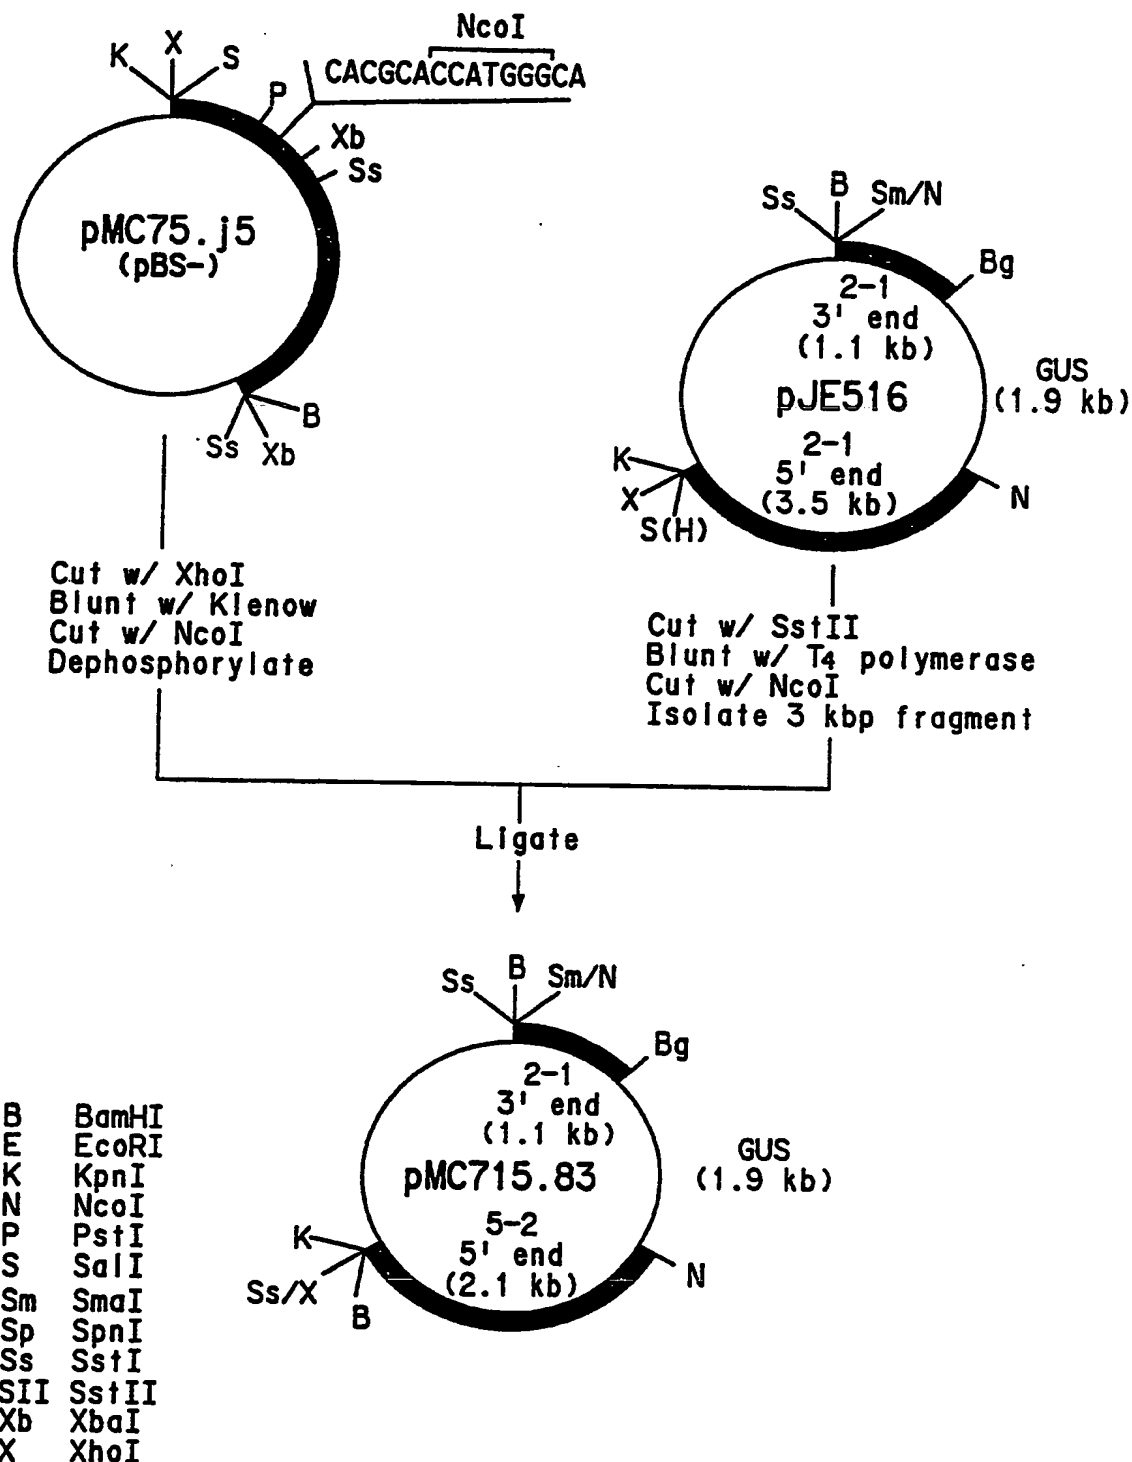 NcoI
CACGCACCATGGGCA
K
X
S
P
Xb
Ss
pMC75.j5
(pBS-)
B
Xb
Ss
Ss
B
Sm/N
Bg
2-1
3' end
(1.1 kb)
pJE516
GUS
(1.9 kb)
2-1
5' end
(3.5 kb)
K
X
S(H)
N
Cut w/ XhoI
Blunt w/ Klenow
Cut w/ NcoI
Dephosphorylate
Cut w/ SstII
Blunt w/ T4 polymerase
Cut w/ NcoI
Isolate 3 kbp fragment
Ligate
Ss
B
Sm/N
Bg
2-1
3' end
(1.1 kb)
pMC715.83
GUS
(1.9 kb)
5-2
5' end
(2.1 kb)
K
Ss/X
B
N
B BamHI
E EcoRI
K KpnI
N NcoI
P PstI
S SalI
Sm SmaI
Sp SpnI
Ss SstI
SII SstII
Xb XbaI
X XhoI